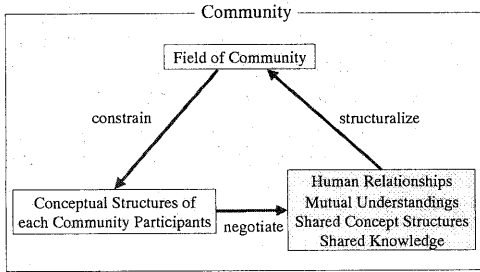 Community
Field of Community
constrain
structuralize
Conceptual Structures of
each Community Participants
negotiate
Human Relationships
Mutual Understandings
Shared Concept Structures
Shared Knowledge